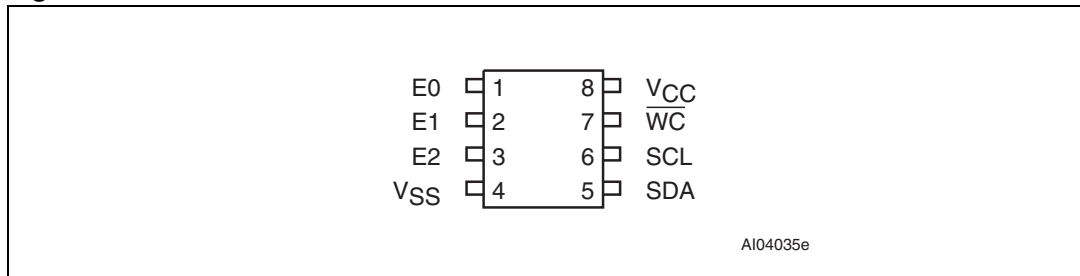 E0 1 8 VCC
E1 2 7 WC
E2 3 6 SCL
VSS 4 5 SDA
AI04035e